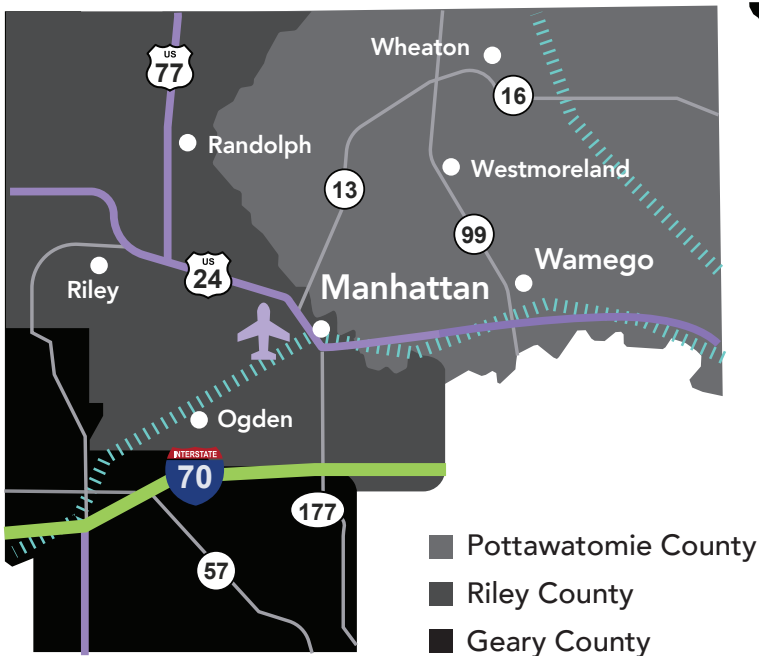 Wheaton
US
77
16
Randolph
Westmoreland
13
99
Wamego
US
24
Riley
Manhattan
Ogden
INTERSTATE
70
177
57
Pottawatomie County
Riley County
Geary County